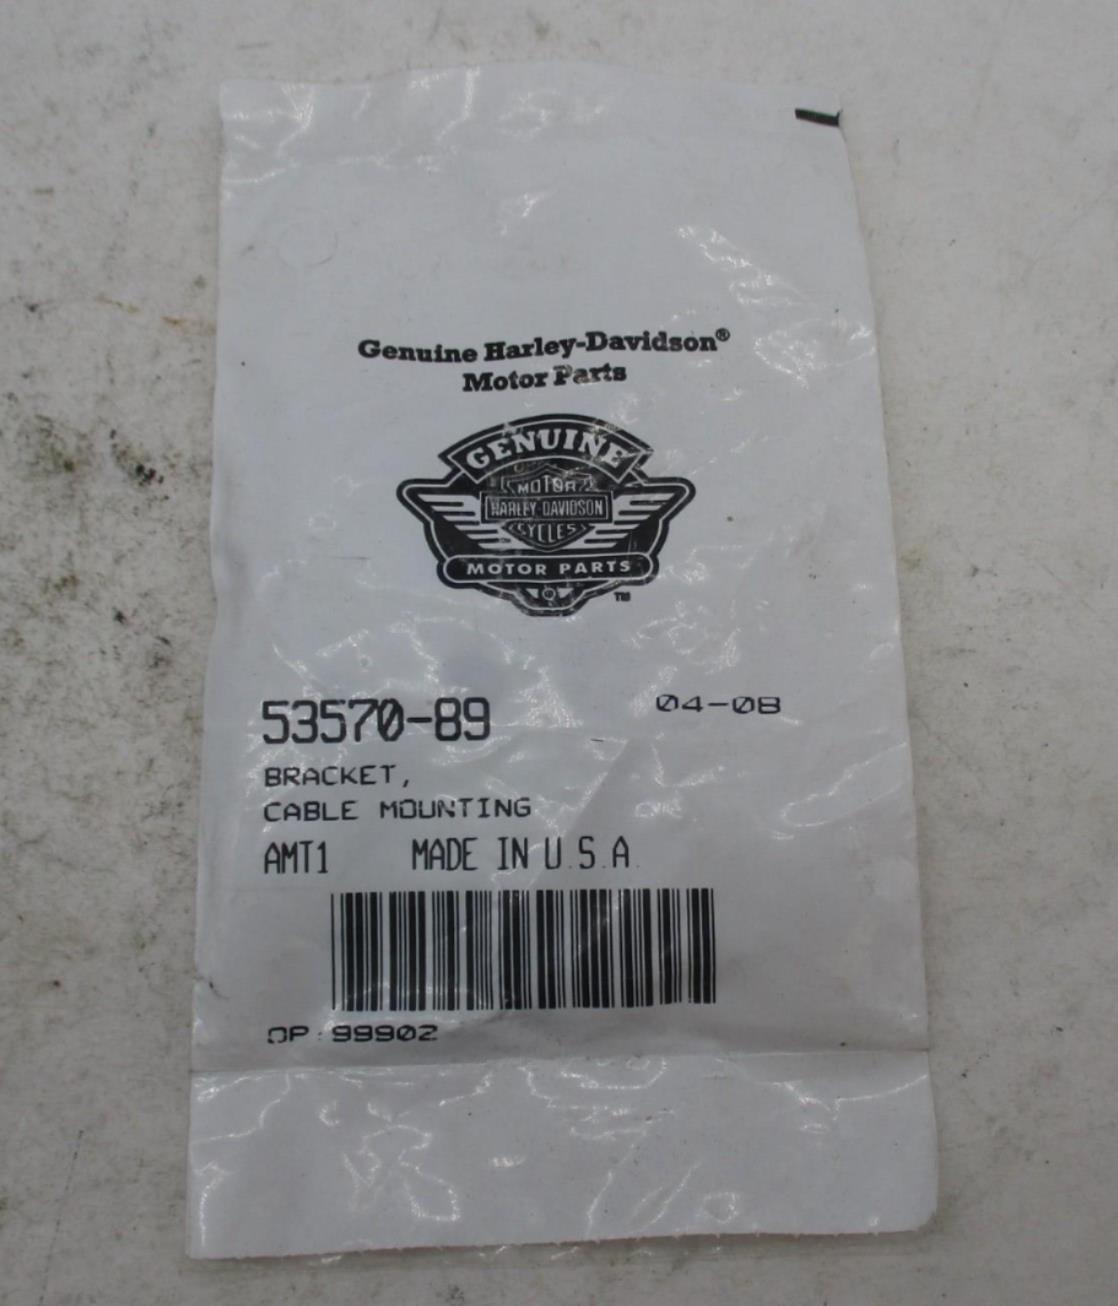 Genuine Harley-Davidson®
Motor Parts
GENUINE
MOTOR
HARLEY-DAVIDSON
CYCLES
MOTOR PARTS
TM
53570-89 04-08
BRACKET,
CABLE MOUNTING
AMT1 MADE IN U.S.A.
OP:99902